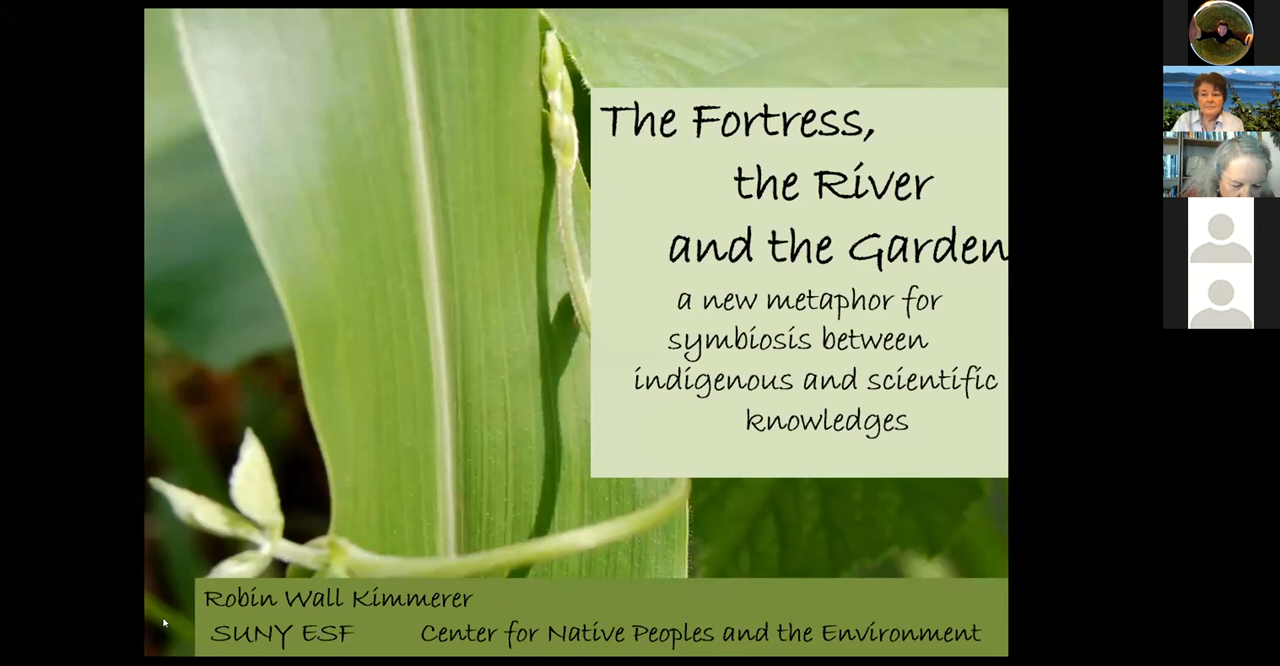 The Fortress,
the River
and the Garden
a new metaphor for
symbiosis between
indigenous and scientific
knowledges
Robin Wall Kimmerer
SUNY ESF Center for Native Peoples and the Environment